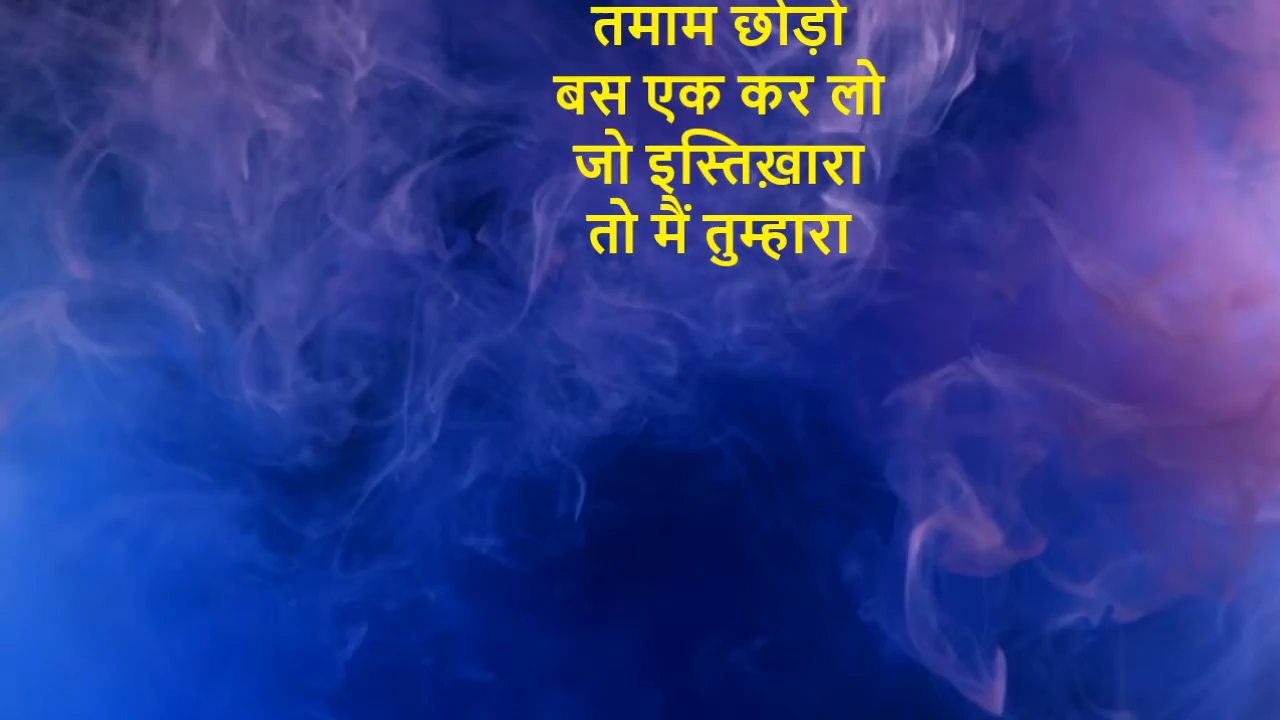 तमाम छोड़ो
बस एक कर लो
जो इस्तिख़ारा
तो मैं तुम्हारा